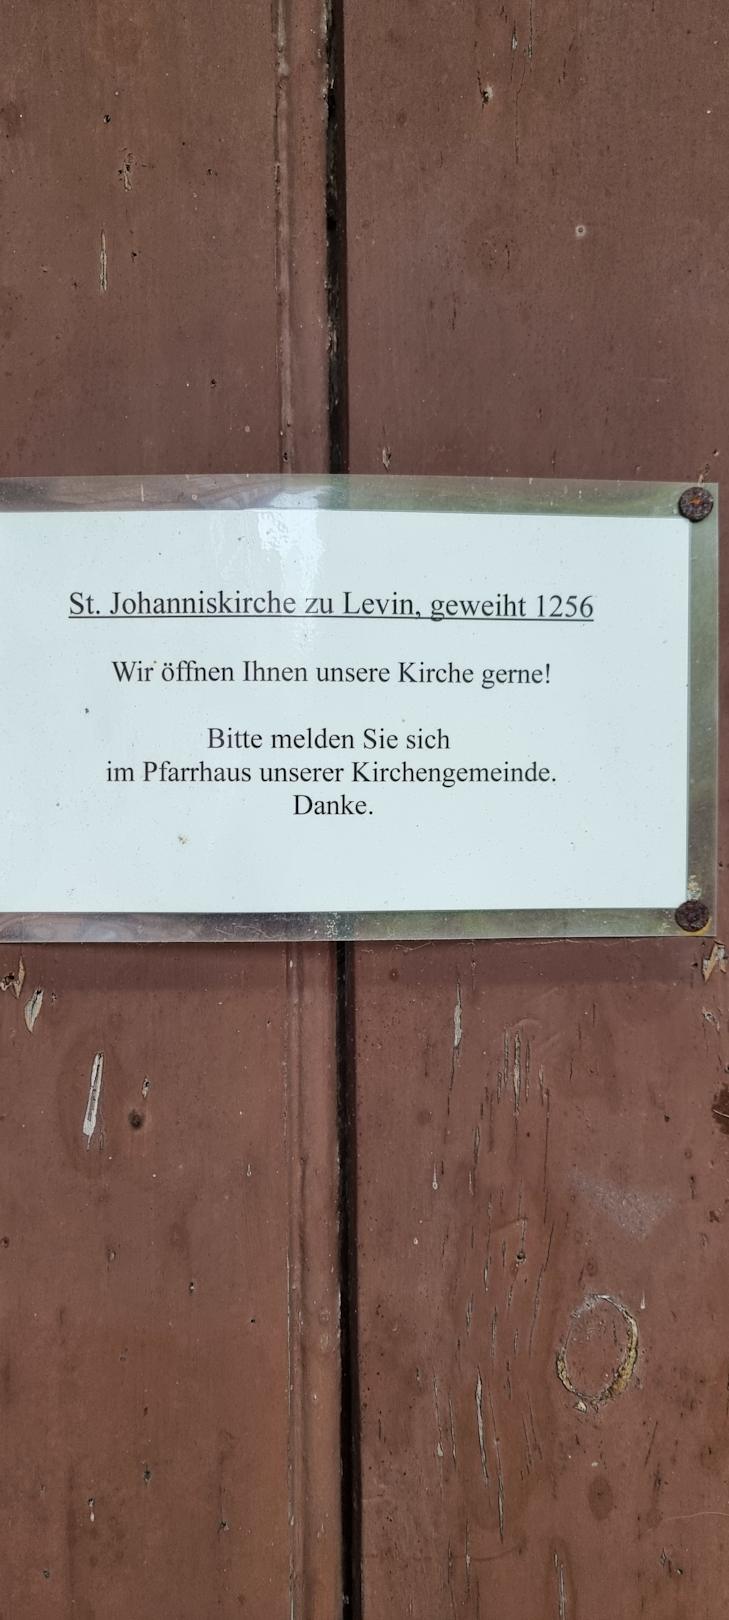 St. Johanniskirche zu Levin, geweiht 1256
Wir öffnen Ihnen unsere Kirche gerne!
Bitte melden Sie sich
im Pfarrhaus unserer Kirchengemeinde.
Danke.